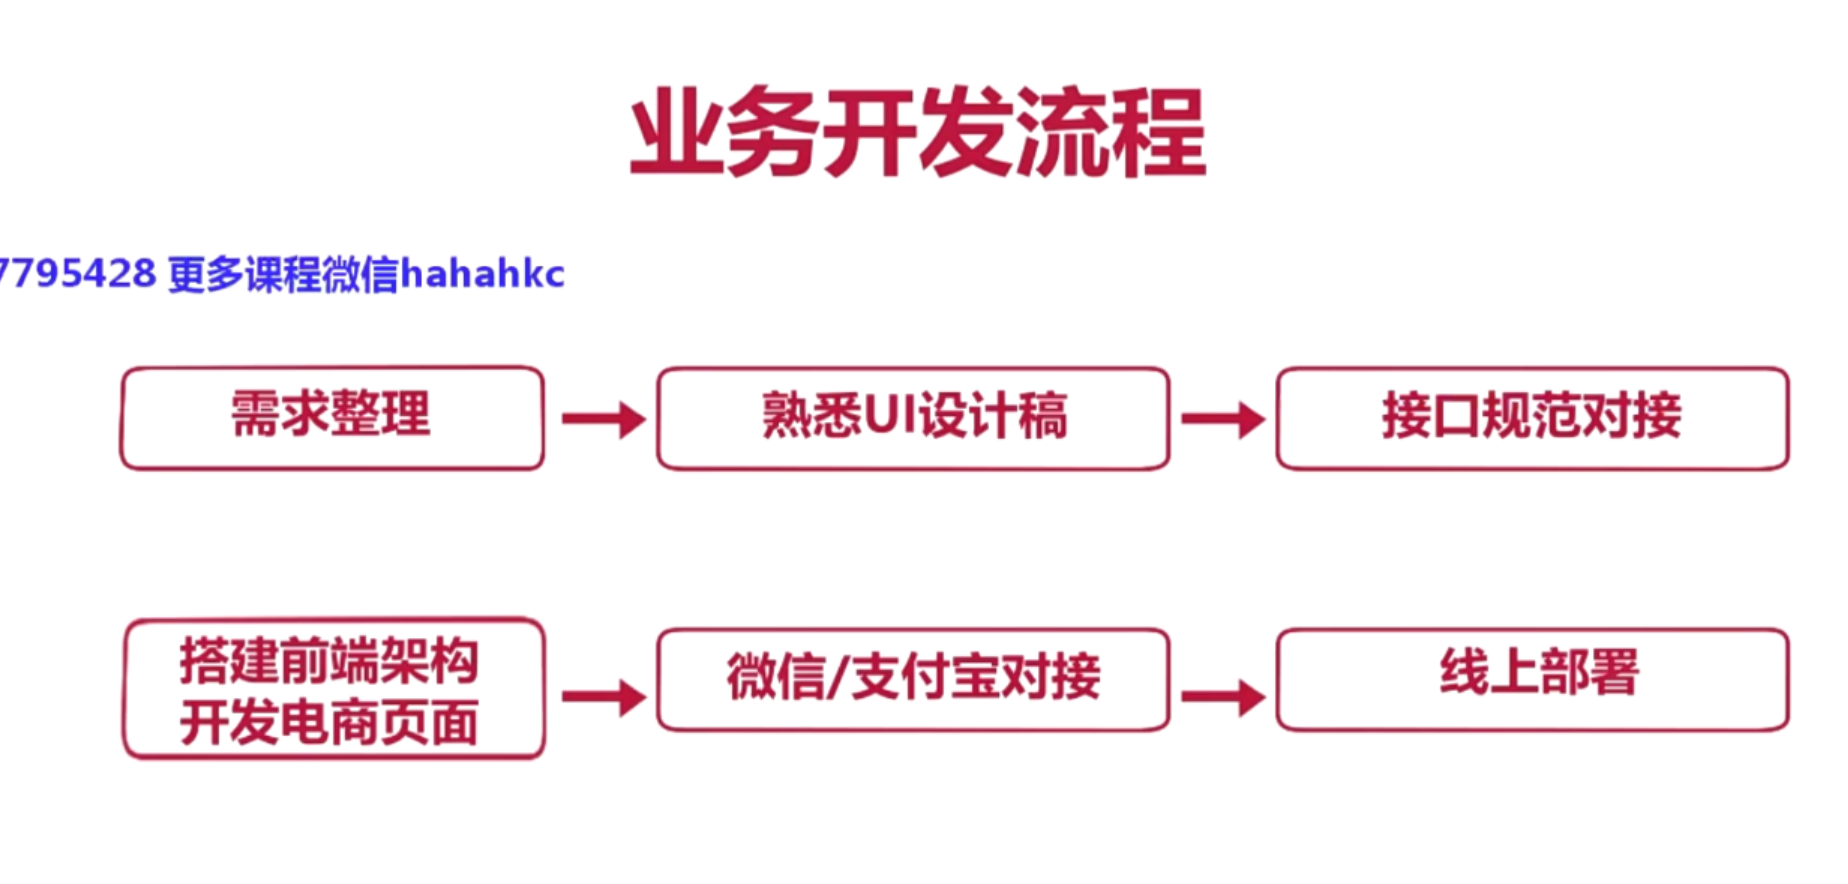 业务开发流程
7795428 更多课程微信hahahkc
需求整理
熟悉UI设计稿
接口规范对接
搭建前端架构
开发电商页面
微信/支付宝对接
线上部署